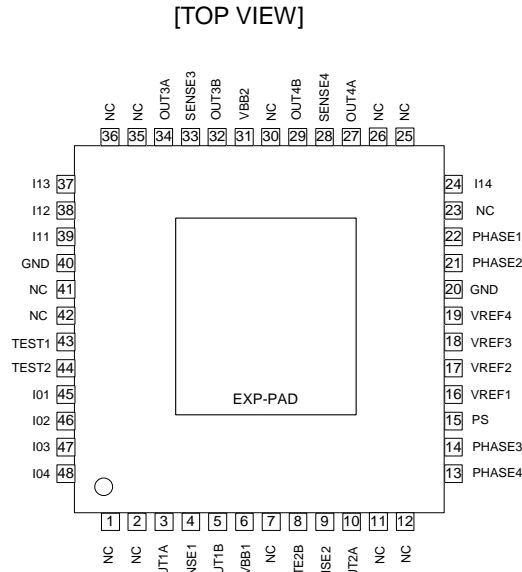 [TOP VIEW]
NC
NC
OUT3A
SENSE3
OUT3B
VBB2
NC
OUT4B
SENSE4
OUT4A
NC
NC
36 35 34 33 32 31 30 29 28 27 26 25
I13 37
I12 38
I11 39
GND 40
NC 41
NC 42
TEST1 43
TEST2 44
I01 45
I02 46
I03 47
I04 48
24 I14
23 NC
22 PHASE1
21 PHASE2
20 GND
19 VREF4
18 VREF3
17 VREF2
16 VREF1
15 PS
14 PHASE3
13 PHASE4
EXP-PAD
1 2 3 4 5 6 7 8 9 10 11 12
NC
NC
VBB1
NC
NC
NC